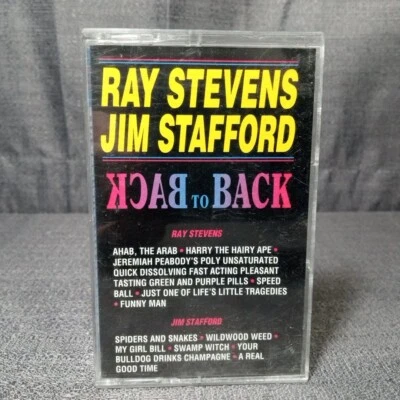 RAY STEVENS
JIM STAFFORD
BACK TO BACK
RAY STEVENS
AHAB, THE ARAB • HARRY THE HAIRY APE •
JEREMIAH PEABODY'S POLY UNSATURATED
QUICK DISSOLVING FAST ACTING PLEASANT
TASTING GREEN AND PURPLE PILLS • SPEED
BALL • JUST ONE OF LIFE'S LITTLE TRAGEDIES
• FUNNY MAN
JIM STAFFORD
SPIDERS AND SNAKES • WILDWOOD WEED •
MY GIRL BILL • SWAMP WITCH • YOUR
BULLDOG DRINKS CHAMPAGNE • A REAL
GOOD TIME